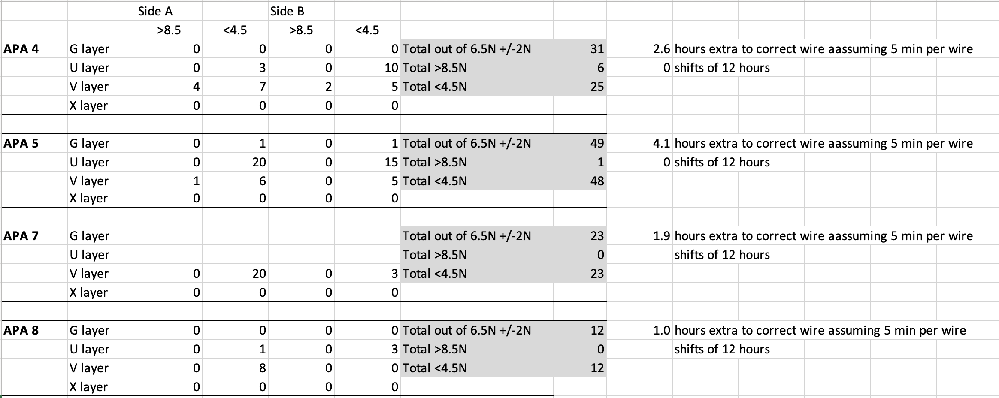 Side A Side B
>8.5 <4.5 >8.5 <4.5
APA 4 G layer 0 0 0 0 Total out of 6.5N +/-2N 31 2.6 hours extra to correct wire aassuming 5 min per wire
U layer 0 3 0 10 Total >8.5N 6 0 shifts of 12 hours
V layer 4 7 2 5 Total <4.5N 25
X layer 0 0 0 0
APA 5 G layer 0 1 0 1 Total out of 6.5N +/-2N 49 4.1 hours extra to correct wire aassuming 5 min per wire
U layer 0 20 0 15 Total >8.5N 1 0 shifts of 12 hours
V layer 1 6 0 5 Total <4.5N 48
X layer 0 0 0 0
APA 7 G layer Total out of 6.5N +/-2N 23 1.9 hours extra to correct wire aassuming 5 min per wire
U layer Total >8.5N 0 shifts of 12 hours
V layer 0 20 0 3 Total <4.5N 23
X layer 0 0 0 0
APA 8 G layer 0 0 0 0 Total out of 6.5N +/-2N 12 1.0 hours extra to correct wire assuming 5 min per wire
U layer 0 1 0 3 Total >8.5N 0 shifts of 12 hours
V layer 0 8 0 0 Total <4.5N 12
X layer 0 0 0 0